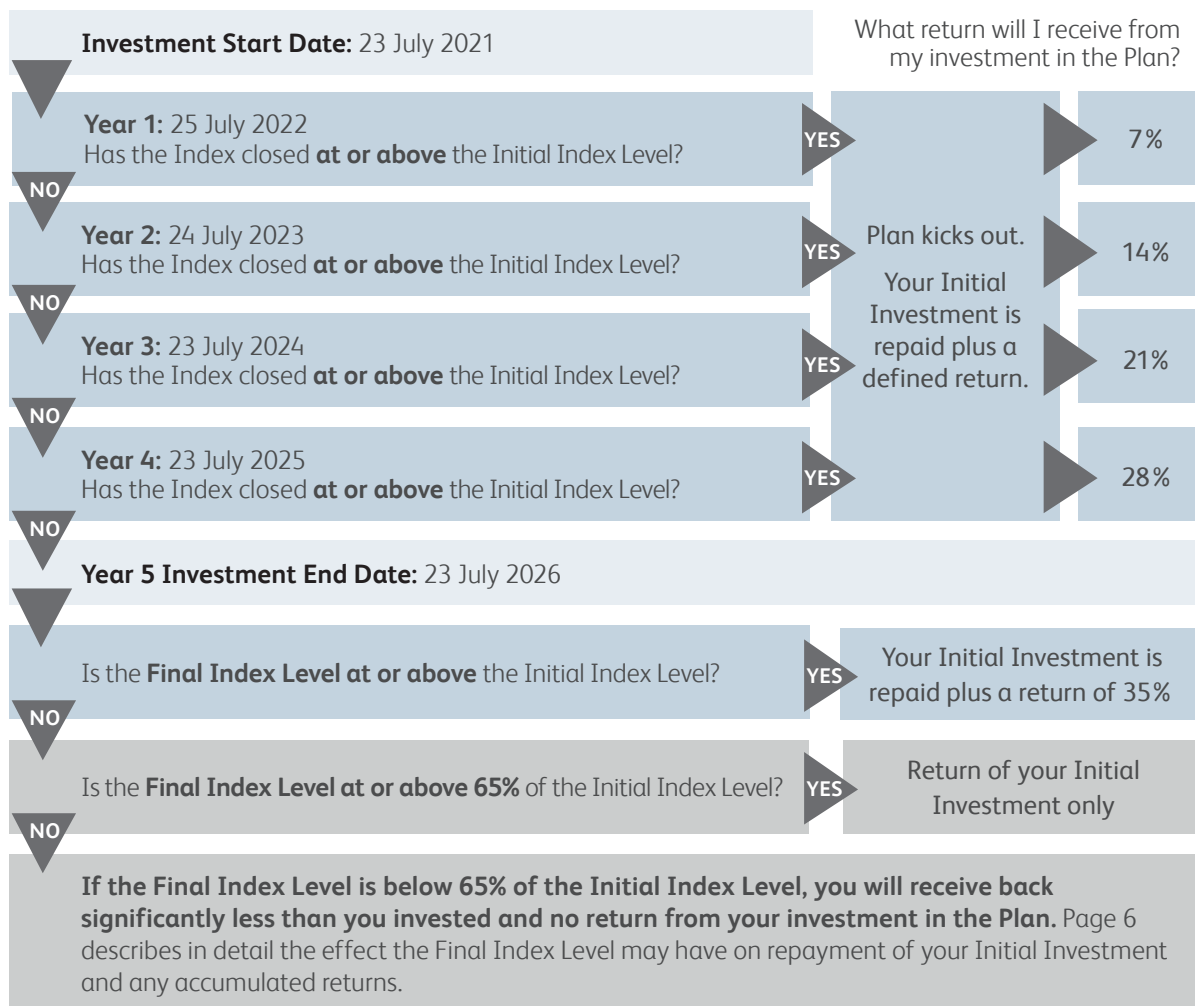 Investment Start Date: 23 July 2021
What return will I receive from
my investment in the Plan?
Year 1: 25 July 2022
Has the Index closed at or above the Initial Index Level?
YES
7%
NO
Year 2: 24 July 2023
Has the Index closed at or above the Initial Index Level?
YES
Plan kicks out.
Your Initial
Investment is
repaid plus a
defined return.
14%
NO
Year 3: 23 July 2024
Has the Index closed at or above the Initial Index Level?
YES
21%
NO
Year 4: 23 July 2025
Has the Index closed at or above the Initial Index Level?
YES
28%
NO
Year 5 Investment End Date: 23 July 2026
Is the Final Index Level at or above the Initial Index Level?
YES
Your Initial Investment is
repaid plus a return of 35%
NO
Is the Final Index Level at or above 65% of the Initial Index Level?
YES
Return of your Initial
Investment only
NO
If the Final Index Level is below 65% of the Initial Index Level, you will receive back
significantly less than you invested and no return from your investment in the Plan. Page 6
describes in detail the effect the Final Index Level may have on repayment of your Initial Investment
and any accumulated returns.